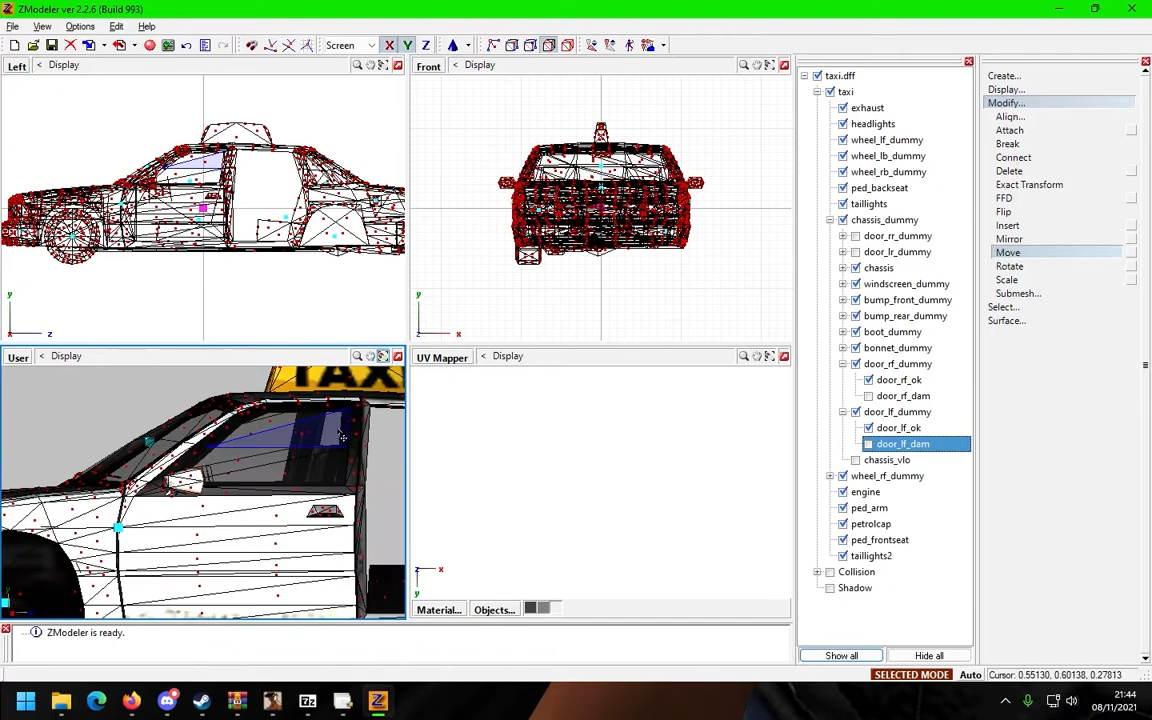 ZModeler ver 2.2.6 (Build 993)
File View Options Edit Help
Screen X Y Z
Left < Display
Front < Display
y
z
y
z x
User < Display
UV Mapper < Display
TAXI
z x
y
Material... Objects...
ZModeler is ready.
taxi.dff
taxi
exhaust
headlights
wheel_lf_dummy
wheel_lb_dummy
wheel_rb_dummy
ped_backseat
taillights
chassis_dummy
door_rr_dummy
door_lr_dummy
chassis
windscreen_dummy
bump_front_dummy
bump_rear_dummy
boot_dummy
bonnet_dummy
door_rf_dummy
door_rf_ok
door_rf_dam
door_lf_dummy
door_lf_ok
door_lf_dam
chassis_vlo
wheel_rf_dummy
engine
ped_arm
petrolcap
ped_frontseat
taillights2
Collision
Shadow
Show all Hide all
Create...
Display...
Modify...
Align...
Attach
Break
Connect
Delete
Exact Transform
FFD
Flip
Insert
Mirror
Move
Rotate
Scale
Submesh...
Select...
Surface...
SELECTED MODE Auto Cursor: 0.55130, 0.60138, 0.27813
7z
Z
21:44
08/11/2021